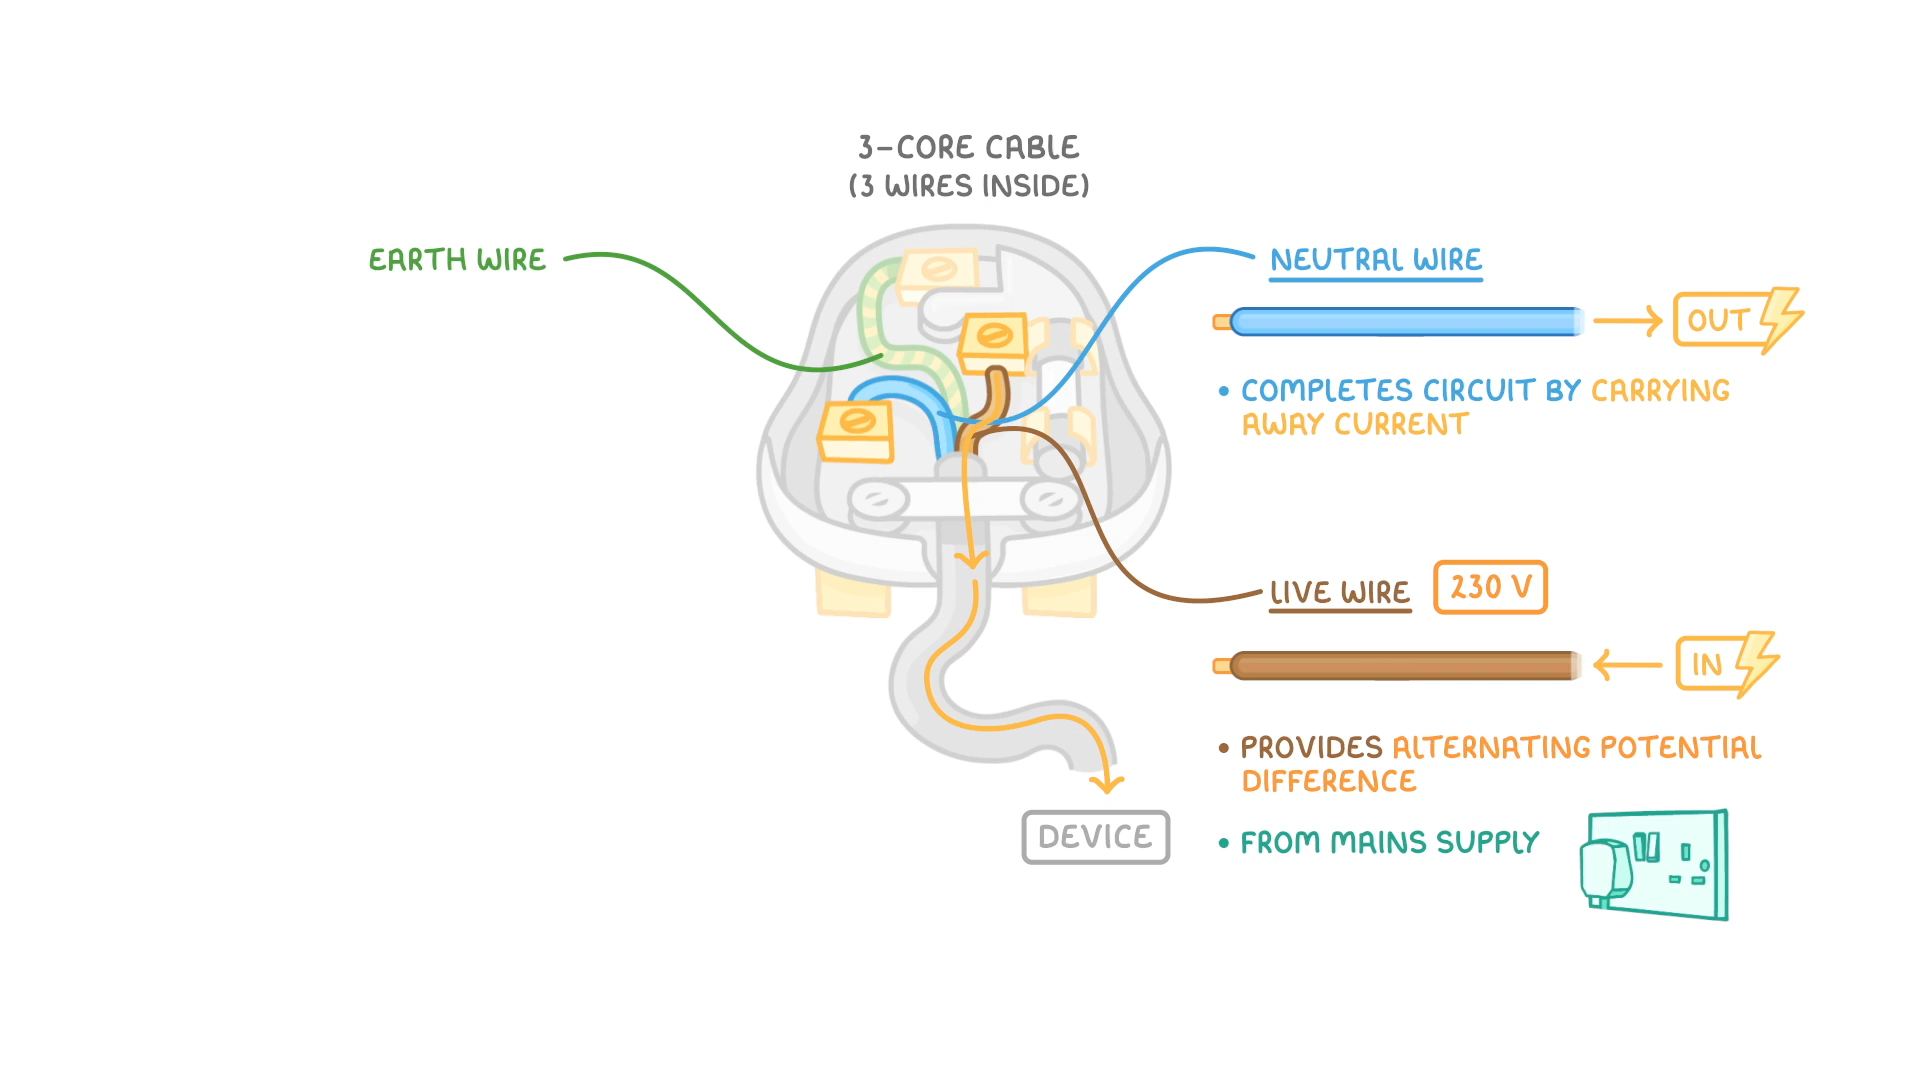 3-CORE CABLE
(3 WIRES INSIDE)
EARTH WIRE
NEUTRAL WIRE
OUT
• COMPLETES CIRCUIT BY CARRYING
AWAY CURRENT
LIVE WIRE
230 V
IN
• PROVIDES ALTERNATING POTENTIAL
DIFFERENCE
• FROM MAINS SUPPLY
DEVICE